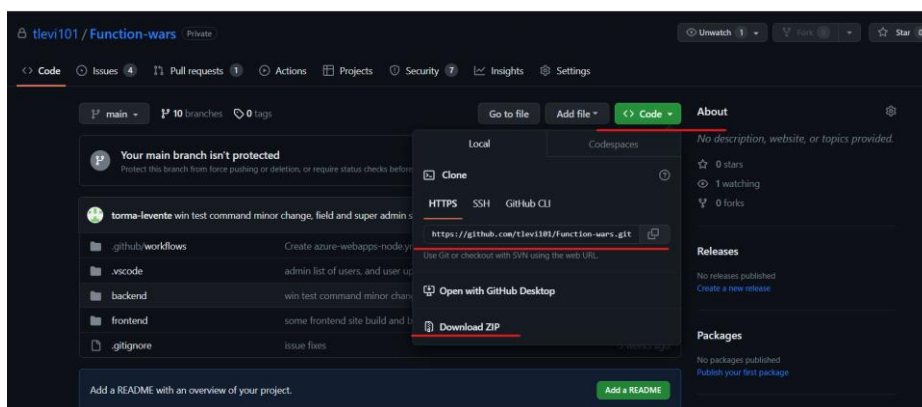 tlevi101 / Function-wars Private
Unwatch 1 Fork 0 Star 0
Code Issues 4 Pull requests 1 Actions Projects Security 7 Insights Settings
main 10 branches 0 tags Go to file Add file Code
About
No description, website, or topics provided.
0 stars
1 watching
0 forks
Releases
No releases published
Create a new release
Packages
No packages published
Publish your first package
Your main branch isn't protected
Protect this branch from force pushing or deletion, or require status checks before
torma-levente win test command minor change, field and super admin s
.github/workflows Create azure-webapps-node.y
.vscode admin list of users, and user up
backend win test command minor chan
frontend some frontend site build and b
.gitignore issue fixes
Local Codespaces
Clone
HTTPS SSH GitHub CLI
https://github.com/tlevi101/Function-wars.git
Use Git or checkout with SVN using the web URL.
Open with GitHub Desktop
Download ZIP
Add a README with an overview of your project. Add a README